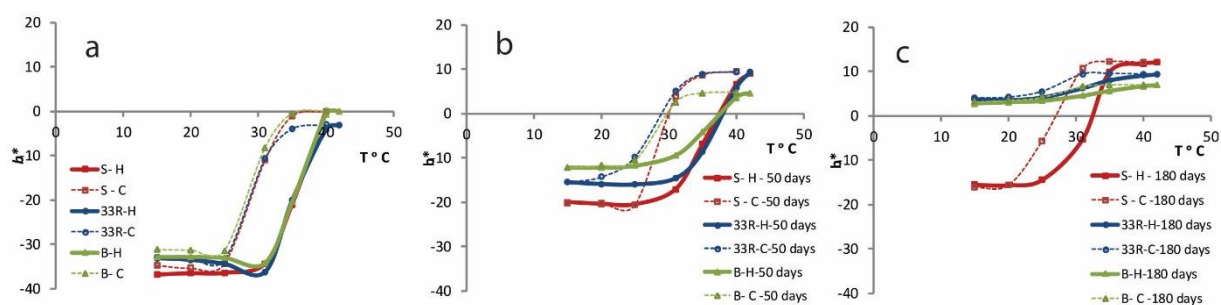 a
20
10
0
-10
-20
-30
-40
0
10
20
30
40
50
b*
T º C
S- H
S - C
33R-H
33R-C
B-H
B- C
b
20
10
0
-10
-20
-30
-40
0
10
20
30
40
50
b*
T º C
S- H - 50 days
S - C -50 days
33R-H-50 days
33R-C-50 days
B-H-50 days
B- C -50 days
c
20
10
0
-10
-20
-30
-40
0
10
20
30
40
50
b*
T º C
S- H - 180 days
S - C -180 days
33R-H-180 days
33R-C-180 days
B-H-180 days
B- C -180 days